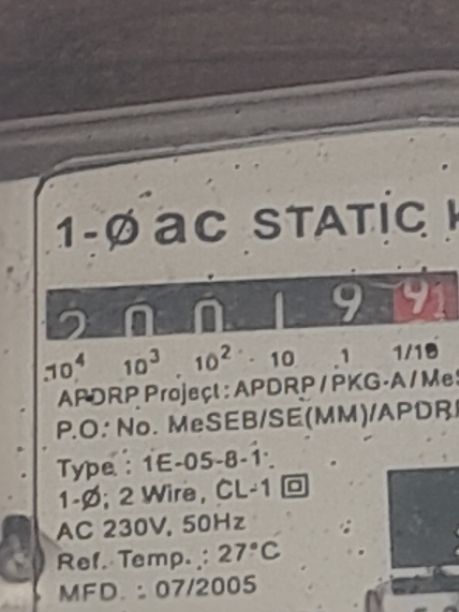 1-Ø ac STATIC
2 0 0 1 9 9
10⁴ 10³ 10² 10 1 1/10
APDRP Project: APDRP/PKG-A/MeS
P.O: No. MeSEB/SE(MM)/APDR
Type : 1E-05-8-1
1-Ø; 2 Wire, CL-1
AC 230V, 50Hz
Ref. Temp. : 27°C
MFD. : 07/2005